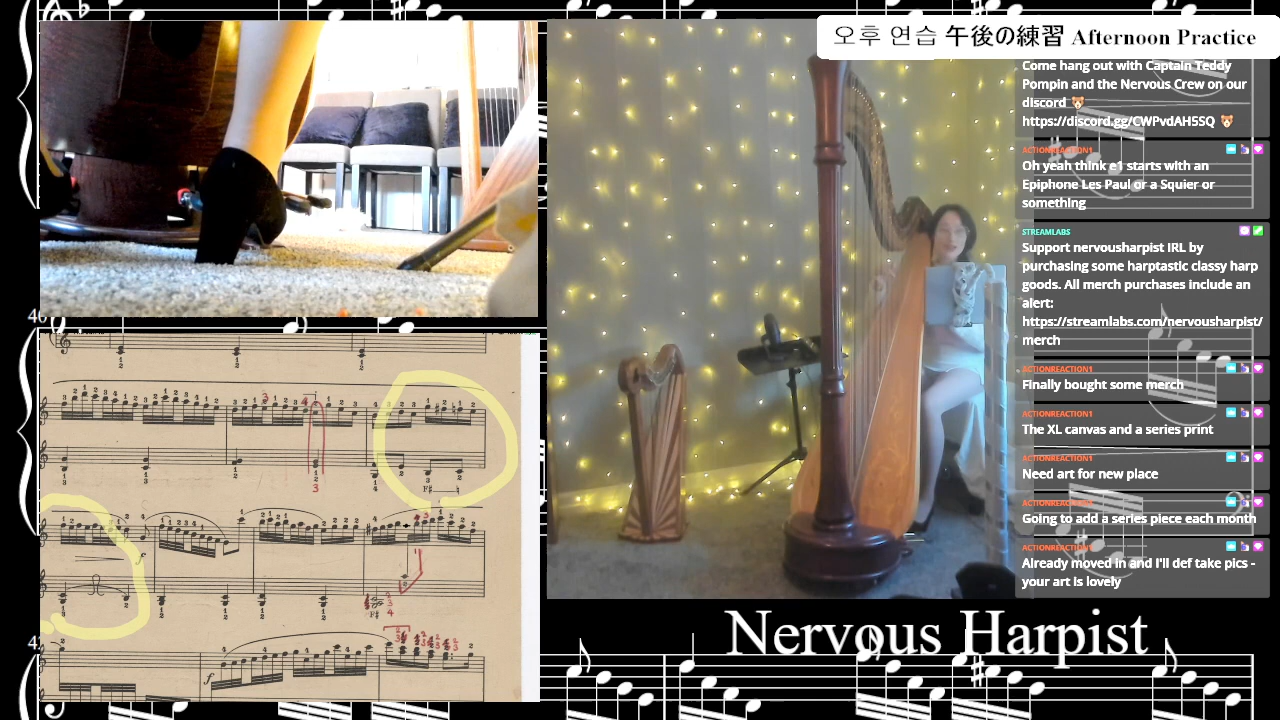 오후 연습 午後の練習 Afternoon Practice
Come hang out with Captain Teddy
Pompin and the Nervous Crew on our
discord 🐻
https://discord.gg/CWPvdAH5SQ 🐻
ACTIONREACTION1
Oh yeah think e1 starts with an
Epiphone Les Paul or a Squier or
something
STREAMLABS
Support nervousharpist IRL by
purchasing some harptastic classy harp
goods. All merch purchases include an
alert:
https://streamlabs.com/nervousharpist/
merch
ACTIONREACTION1
Finally bought some merch
ACTIONREACTION1
The XL canvas and a series print
ACTIONREACTION1
Need art for new place
ACTIONREACTION1
Going to add a series piece each month
ACTIONREACTION1
Already moved in and I'll def take pics -
your art is lovely
Nervous Harpist